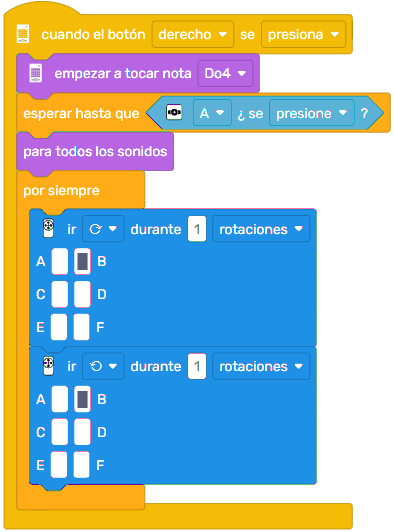 cuando el botón derecho se presiona
empezar a tocar nota Do4
esperar hasta que A ¿ se presione ?
para todos los sonidos
por siempre
ir durante 1 rotaciones
A B
C D
E F
ir durante 1 rotaciones
A B
C D
E F